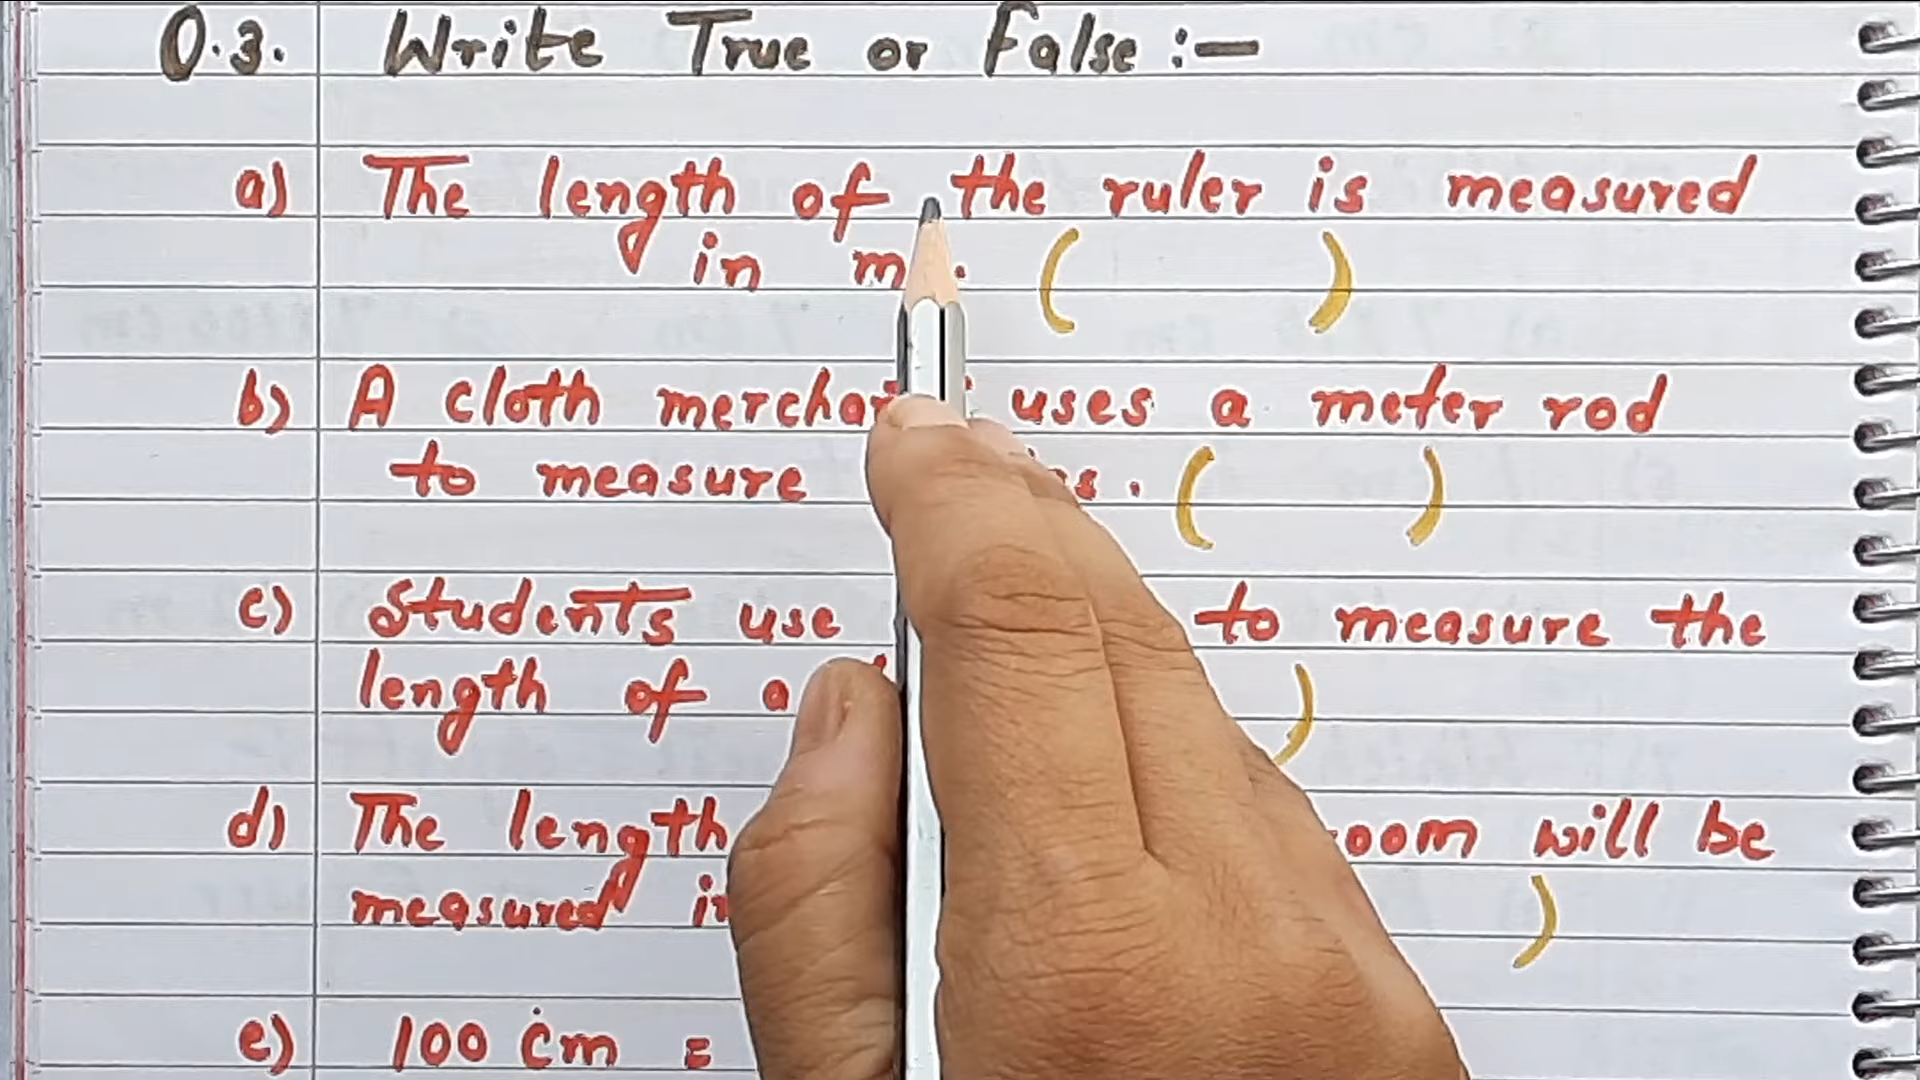 Q.3. Write True or False :-
a) The length of the ruler is measured
in
b) A cloth merchant uses a meter rod
to measure
c) Students use to measure the
length of a
d) The length will be
measured in
e) 100 cm =